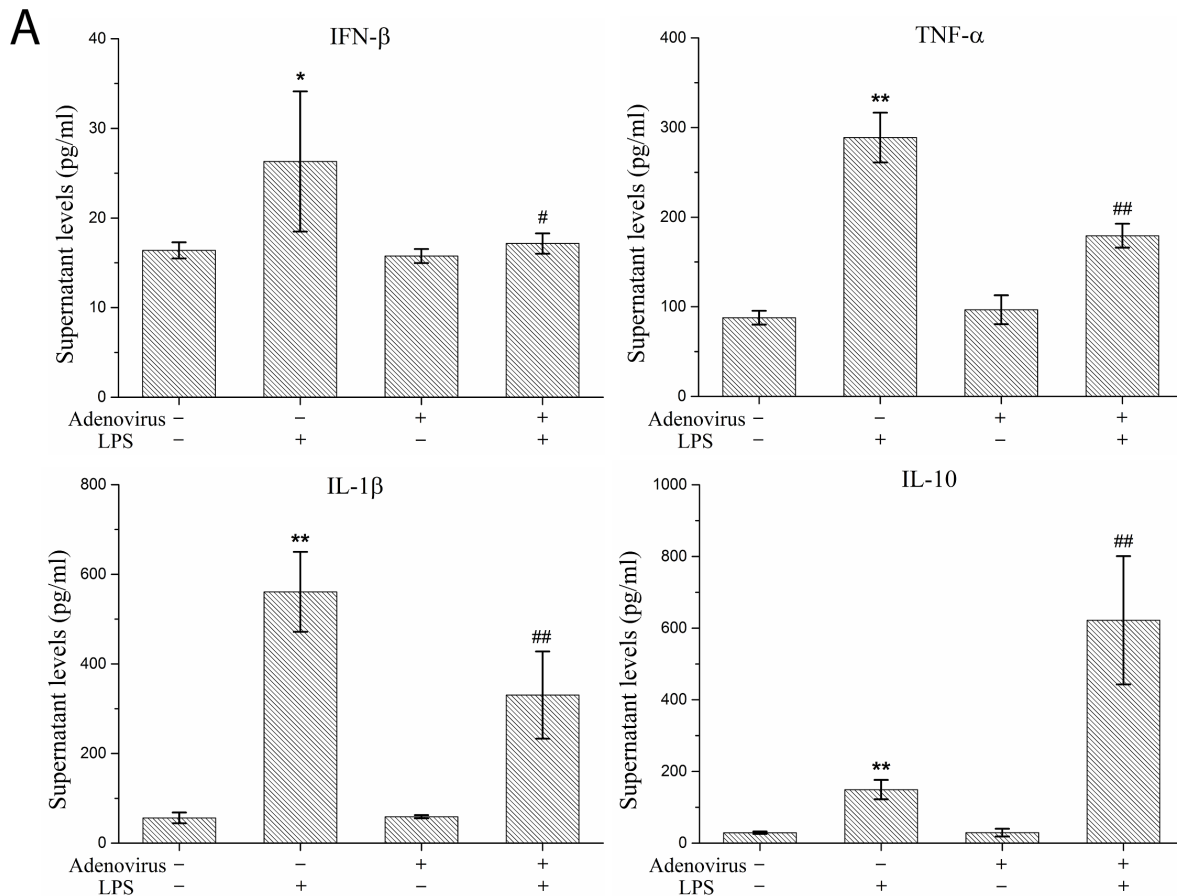 A
IFN-β
Supernatant levels (pg/ml)
40
30
20
10
0
*
#
Adenovirus − − + +
LPS − + − +
TNF-α
Supernatant levels (pg/ml)
400
300
200
100
0
**
##
Adenovirus − − + +
LPS − + − +
IL-1β
Supernatant levels (pg/ml)
800
600
400
200
0
**
##
Adenovirus − − + +
LPS − + − +
IL-10
Supernatant levels (pg/ml)
1000
800
600
400
200
0
**
##
Adenovirus − − + +
LPS − + − +